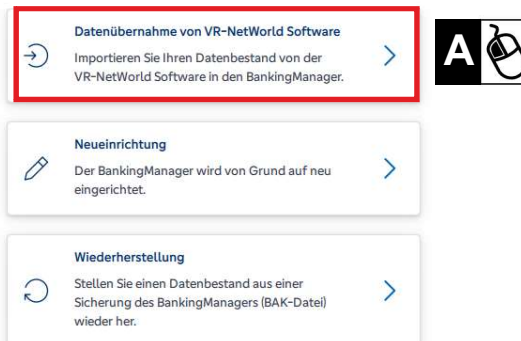 Datenübernahme von VR-NetWorld Software
Importieren Sie Ihren Datenbestand von der
VR-NetWorld Software in den BankingManager.
A
Neueinrichtung
Der BankingManager wird von Grund auf neu
eingerichtet.
Wiederherstellung
Stellen Sie einen Datenbestand aus einer
Sicherung des BankingManagers (BAK-Datei)
wieder her.